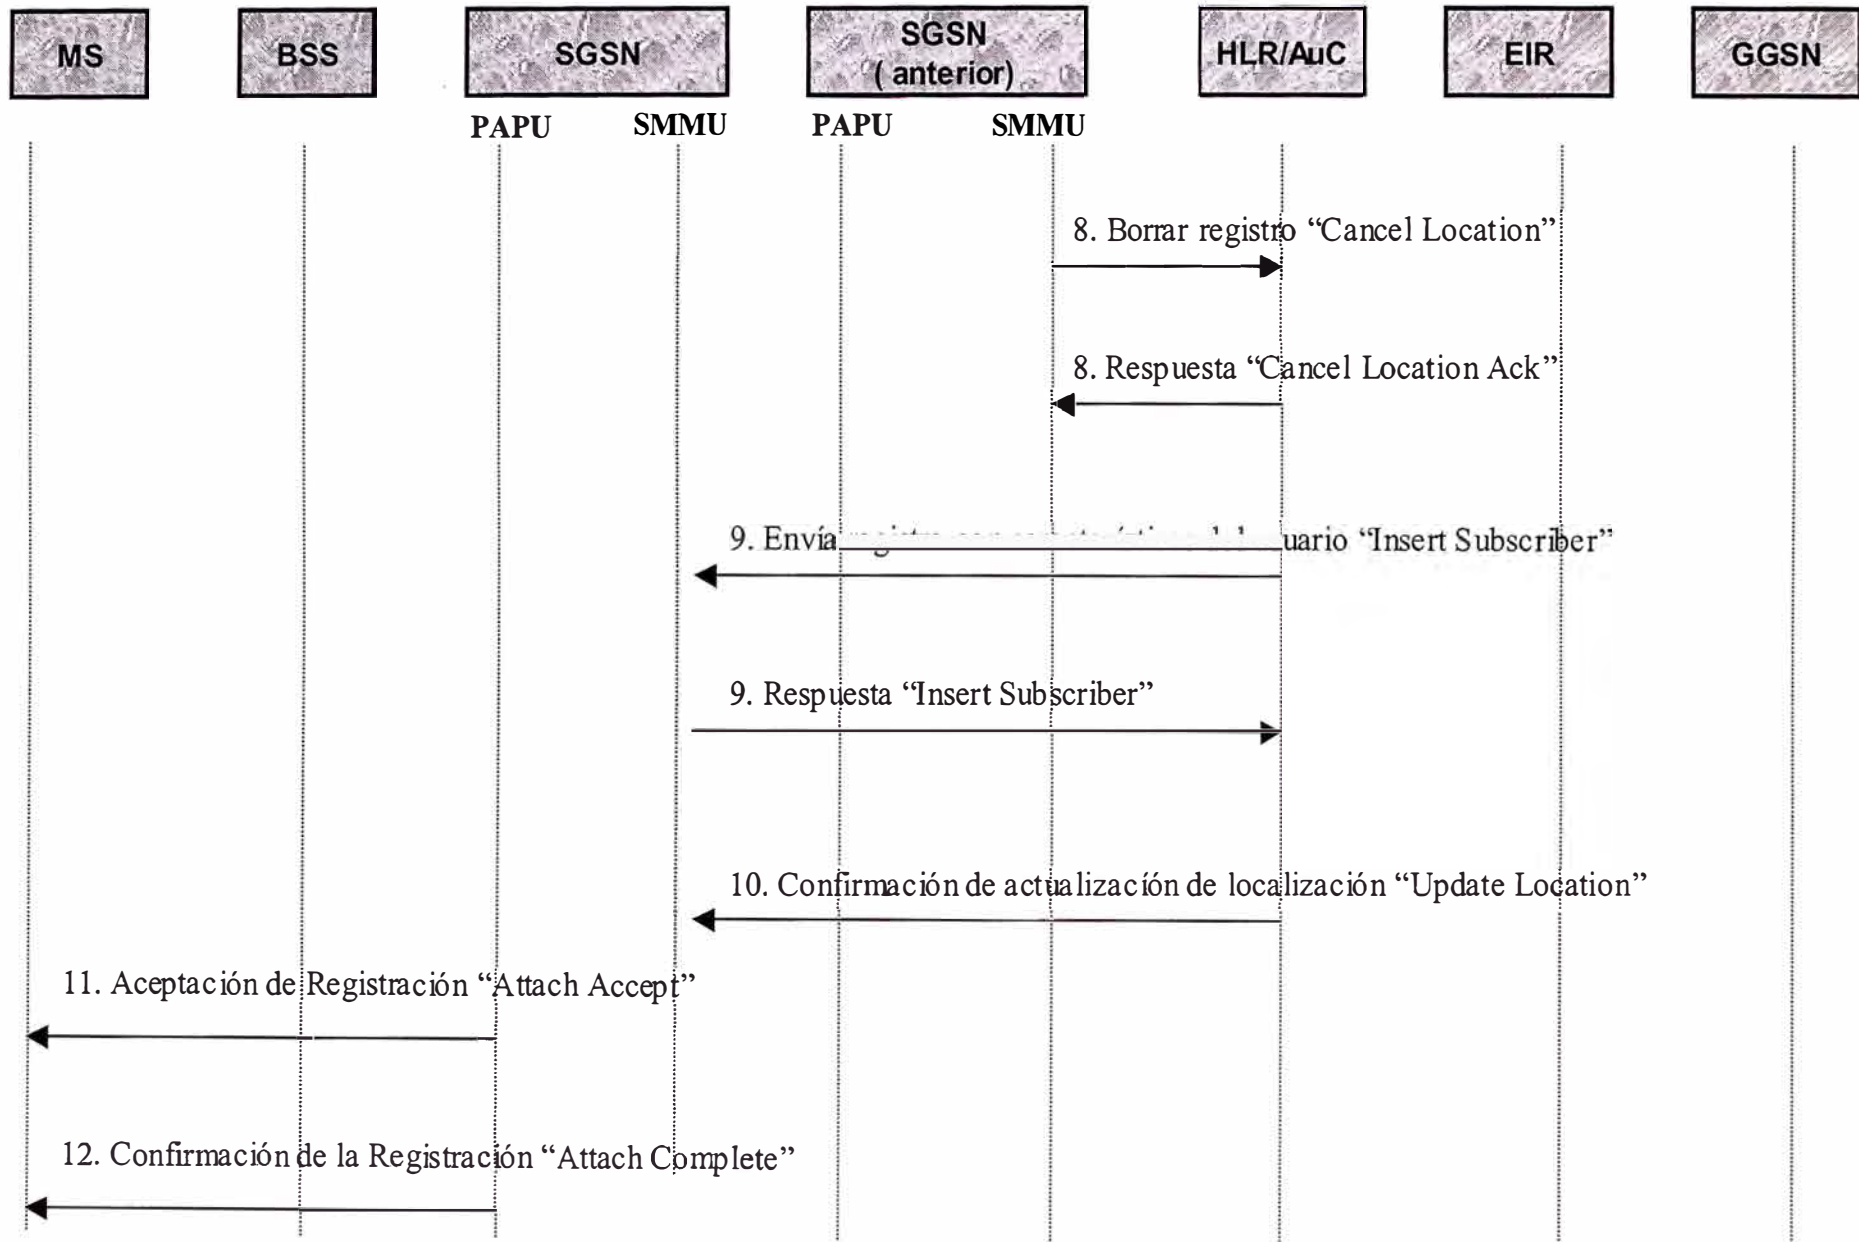 MS
BSS
SGSN
SGSN
( anterior)
HLR/AuC
EIR
GGSN
PAPU
SMMU
PAPU
SMMU
8. Borrar registro “Cancel Location”
8. Respuesta “Cancel Location Ack”
9. Envía uario “Insert Subscriber”
9. Respuesta “Insert Subscriber”
10. Confirmación de actualización de localización “Update Location”
11. Aceptación de Registración “Attach Accept”
12. Confirmación de la Registración “Attach Complete”